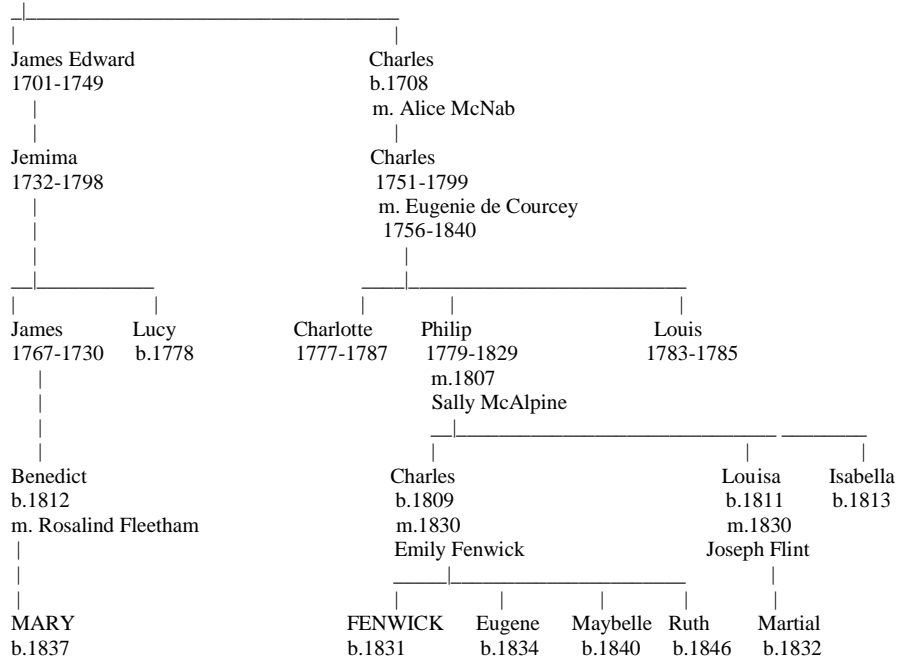 James Edward Charles
1701-1749 b.1708
m. Alice McNab
Jemima Charles
1732-1798 1751-1799
m. Eugenie de Courcey
1756-1840
James Lucy Charlotte Philip Louis
1767-1730 b.1778 1777-1787 1779-1829 1783-1785
m.1807
Sally McAlpine
Benedict Charles Louisa Isabella
b.1812 b.1809 b.1811 b.1813
m. Rosalind Fleetham m.1830 m.1830
Emily Fenwick Joseph Flint
MARY FENWICK Eugene Maybelle Ruth Martial
b.1837 b.1831 b.1834 b.1840 b.1846 b.1832